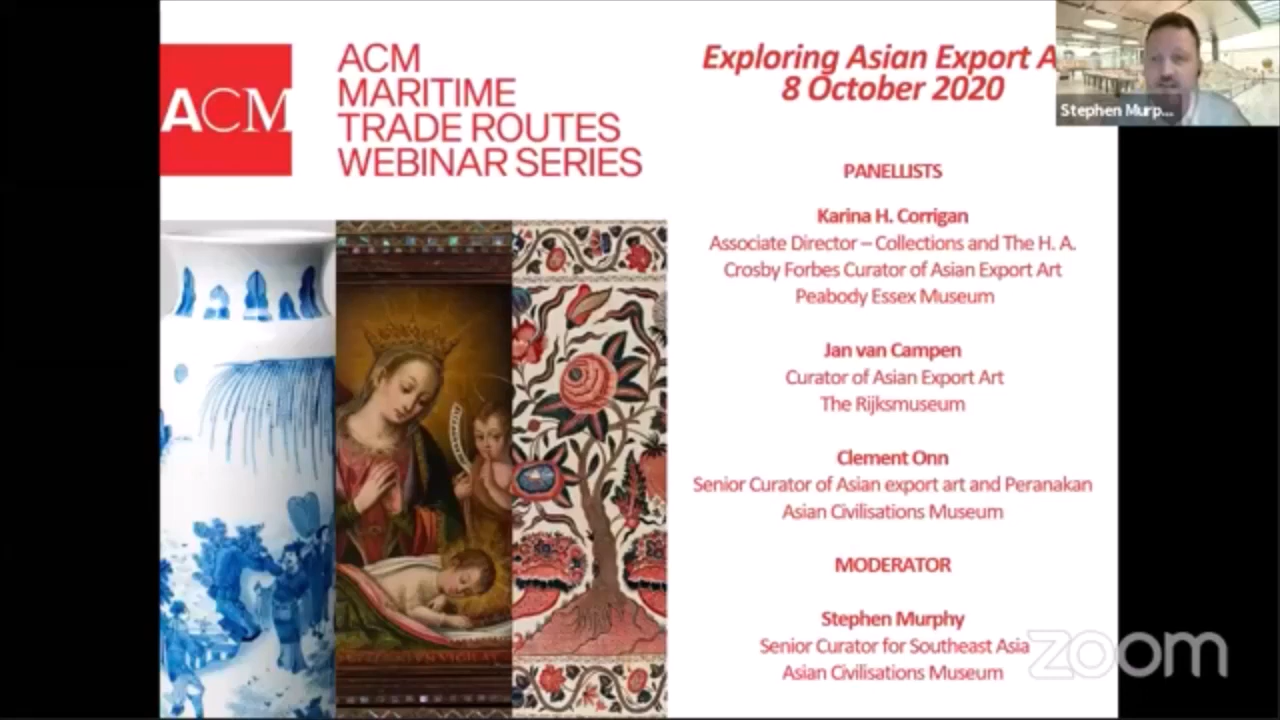 ACM
ACM
MARITIME
TRADE ROUTES
WEBINAR SERIES
Exploring Asian Export A
8 October 2020
Stephen Murp...
PANELLISTS
Karina H. Corrigan
Associate Director – Collections and The H. A.
Crosby Forbes Curator of Asian Export Art
Peabody Essex Museum
Jan van Campen
Curator of Asian Export Art
The Rijksmuseum
Clement Onn
Senior Curator of Asian export art and Peranakan
Asian Civilisations Museum
MODERATOR
Stephen Murphy
Senior Curator for Southeast Asia
Asian Civilisations Museum
zoom